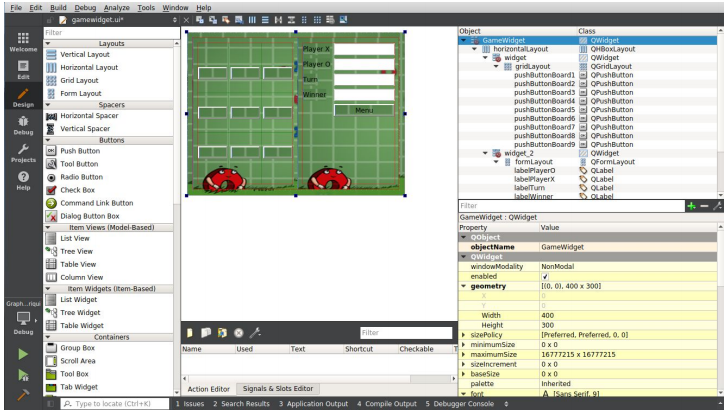 File Edit Build Debug Analyze Tools Window Help
gamewidget.ui*
Welcome
Edit
Design
Debug
Projects
Help
Graph...riqui
Debug
Filter
Layouts
Vertical Layout
Horizontal Layout
Grid Layout
Form Layout
Spacers
Horizontal Spacer
Vertical Spacer
Buttons
Push Button
Tool Button
Radio Button
Check Box
Command Link Button
Dialog Button Box
Item Views (Model-Based)
List View
Tree View
Table View
Column View
Item Widgets (Item-Based)
List Widget
Tree Widget
Table Widget
Containers
Group Box
Scroll Area
Tool Box
Tab Widget
Player X
Player O
Turn
Winner
Menu
Filter
Name Used Text Shortcut Checkable T
Action Editor Signals & Slots Editor
Object Class
GameWidget QWidget
horizontalLayout QHBoxLayout
widget QWidget
gridLayout QGridLayout
pushButtonBoard1 QPushButton
pushButtonBoard2 QPushButton
pushButtonBoard3 QPushButton
pushButtonBoard4 QPushButton
pushButtonBoard5 QPushButton
pushButtonBoard6 QPushButton
pushButtonBoard7 QPushButton
pushButtonBoard8 QPushButton
pushButtonBoard9 QPushButton
widget_2 QWidget
formLayout QFormLayout
labelPlayerO QLabel
labelPlayerX QLabel
labelTurn QLabel
labelWinner QLabel
Filter
GameWidget : QWidget
Property Value
QObject
objectName GameWidget
QWidget
windowModality NonModal
enabled
geometry [(0, 0), 400 x 300]
X 0
Y 0
Width 400
Height 300
sizePolicy [Preferred, Preferred, 0, 0]
minimumSize 0 x 0
maximumSize 16777215 x 16777215
sizeIncrement 0 x 0
baseSize 0 x 0
palette Inherited
font A [Sans Serif, 9]
Type to locate (Ctrl+K) 1 Issues 2 Search Results 3 Application Output 4 Compile Output 5 Debugger Console